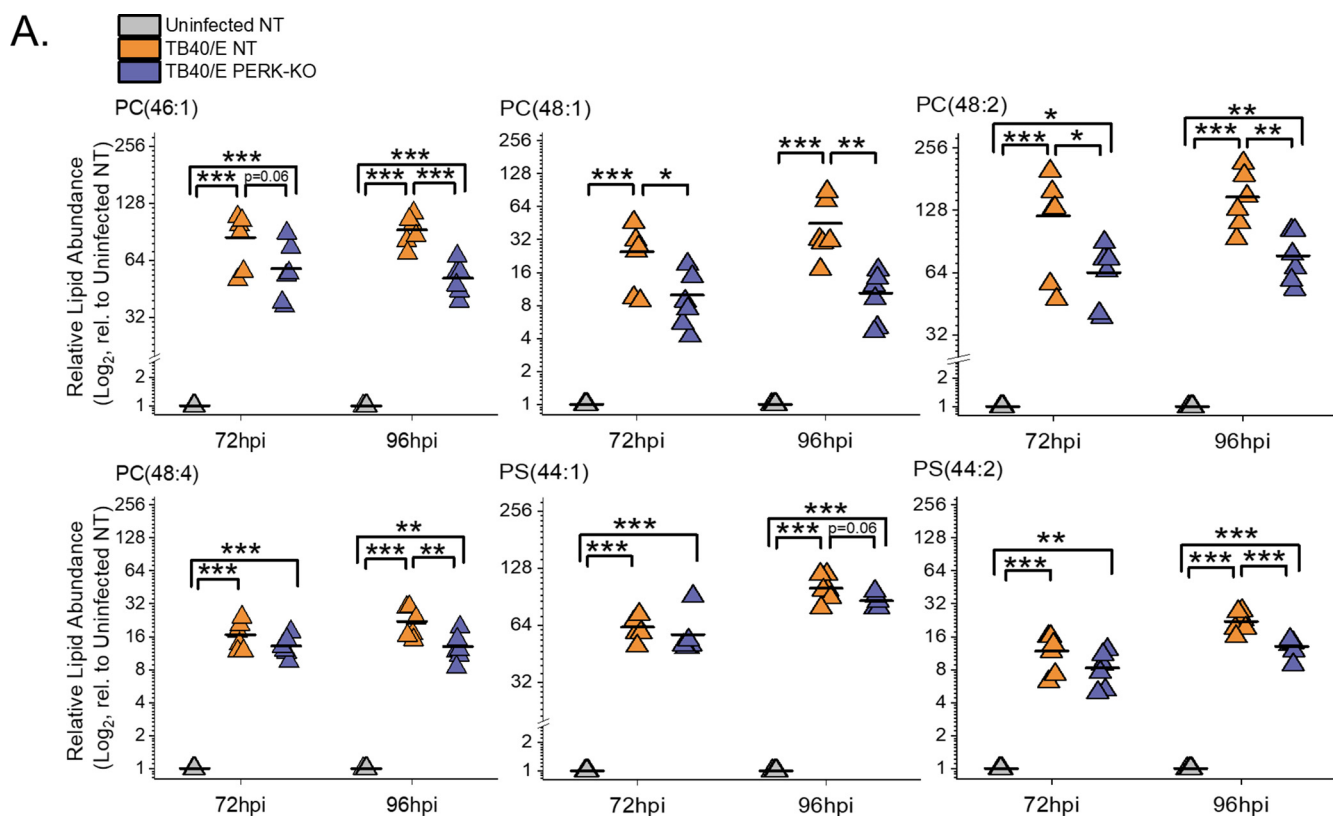 A.
Uninfected NT
TB40/E NT
TB40/E PERK-KO
Relative Lipid Abundance
(Log2, rel. to Uninfected NT)
PC(46:1)
256
128
64
32
2
1
***
*** p=0.06
***
*** ***
72hpi 96hpi
PC(48:1)
256
128
64
32
16
8
4
2
1
*** *
*** **
72hpi 96hpi
PC(48:2)
256
128
64
32
2
1
*
*** *
**
*** **
72hpi 96hpi
Relative Lipid Abundance
(Log2, rel. to Uninfected NT)
PC(48:4)
256
128
64
32
16
8
4
2
1
***
***
**
*** **
72hpi 96hpi
PS(44:1)
256
128
64
32
2
1
***
***
***
*** p=0.06
72hpi 96hpi
PS(44:2)
256
128
64
32
16
8
4
2
1
**
***
***
*** ***
72hpi 96hpi